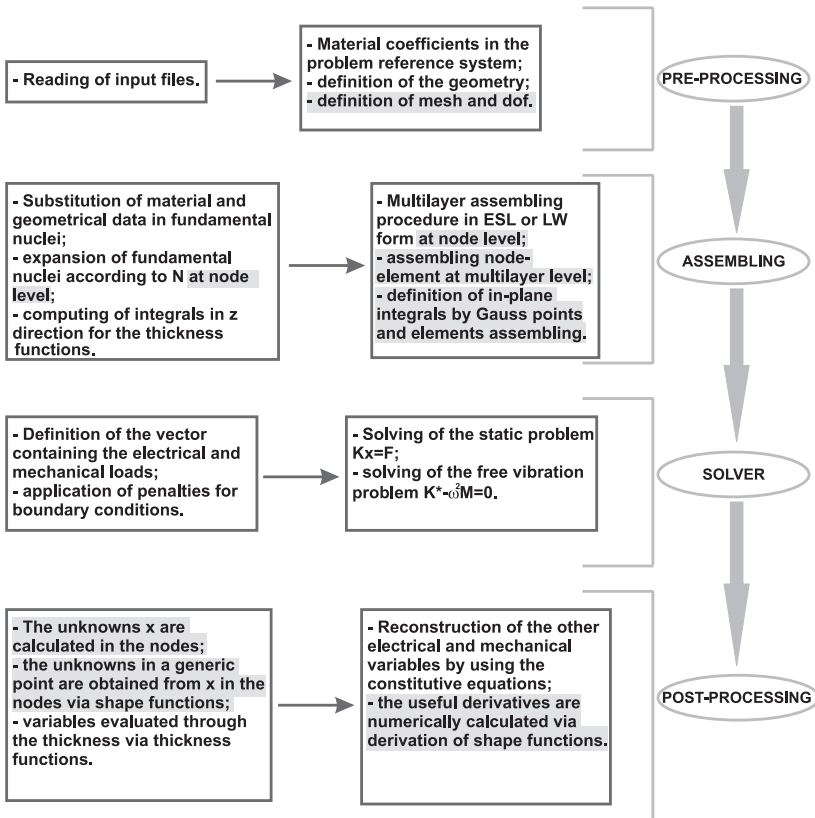 - Reading of input files.
- Material coefficients in the
problem reference system;
- definition of the geometry;
- definition of mesh and dof.
PRE-PROCESSING
- Substitution of material and
geometrical data in fundamental
nuclei;
- expansion of fundamental
nuclei according to N at node
level;
- computing of integrals in z
direction for the thickness
functions.
- Multilayer assembling
procedure in ESL or LW
form at node level;
- assembling node-
element at multilayer level;
- definition of in-plane
integrals by Gauss points
and elements assembling.
ASSEMBLING
- Definition of the vector
containing the electrical and
mechanical loads;
- application of penalties for
boundary conditions.
- Solving of the static problem
Kx=F;
- solving of the free vibration
problem K*-ω²M=0.
SOLVER
- The unknowns x are
calculated in the nodes;
- the unknowns in a generic
point are obtained from x in the
nodes via shape functions;
- variables evaluated through
the thickness via thickness
functions.
- Reconstruction of the other
electrical and mechanical
variables by using the
constitutive equations;
- the useful derivatives are
numerically calculated via
derivation of shape functions.
POST-PROCESSING